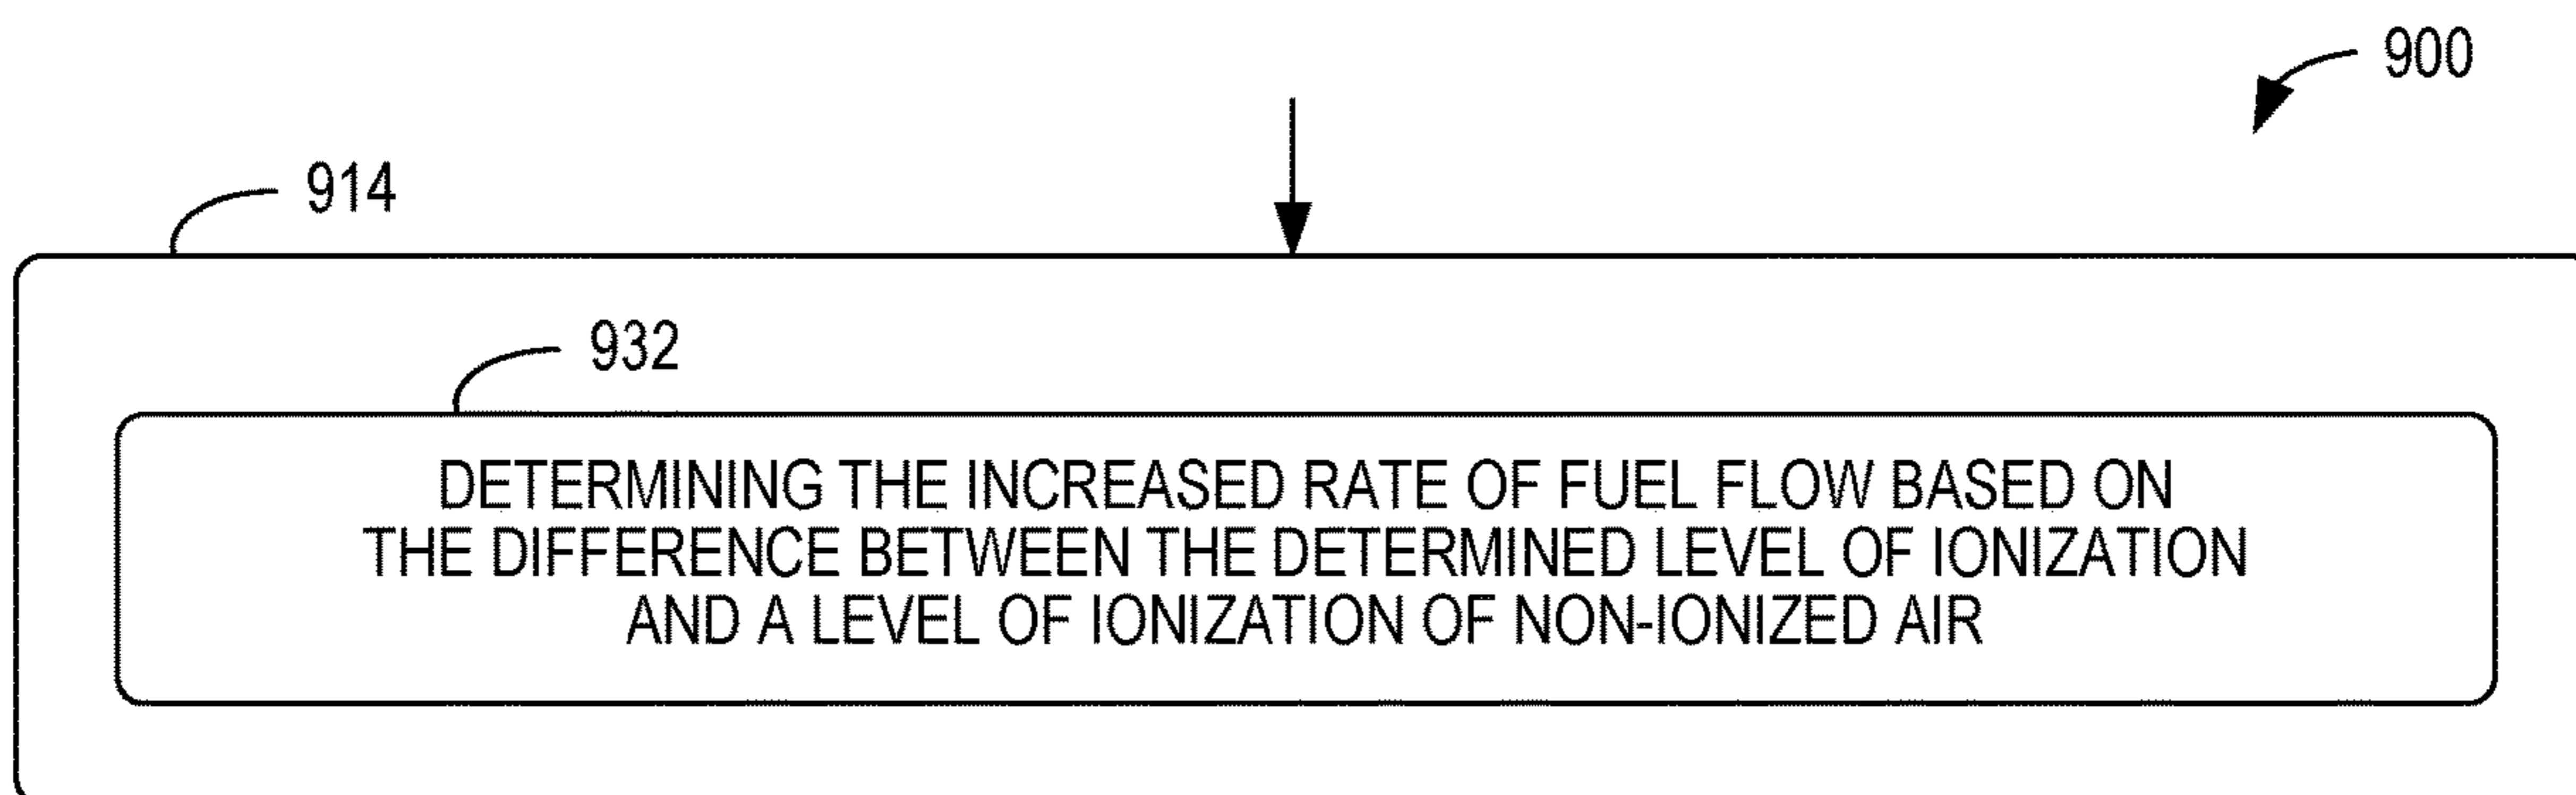 900
914
932
DETERMINING THE INCREASED RATE OF FUEL FLOW BASED ON
THE DIFFERENCE BETWEEN THE DETERMINED LEVEL OF IONIZATION
AND A LEVEL OF IONIZATION OF NON-IONIZED AIR